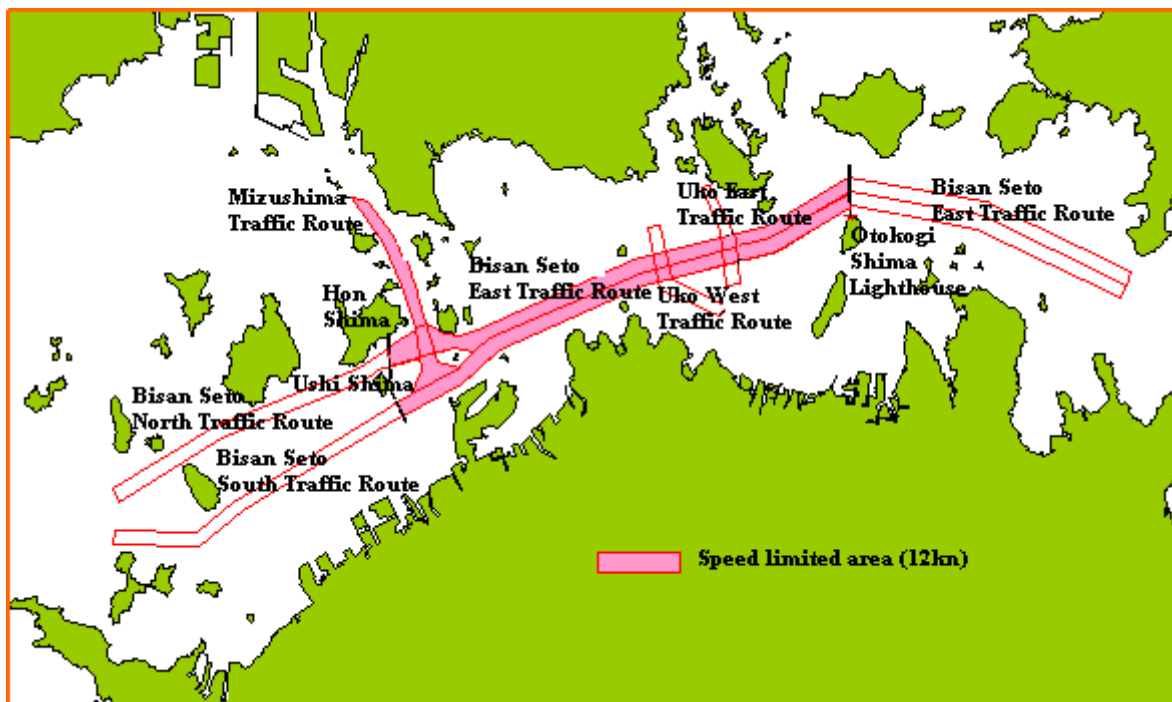 Mizushima
Traffic Route
Uko East
Traffic Route
Bisan Seto
East Traffic Route
Otokogi
Shima
Lighthouse
Bisan Seto
East Traffic Route
Hon
Shima
Uko West
Traffic Route
Ushi Shima
Bisan Seto
North Traffic Route
Bisan Seto
South Traffic Route
Speed limited area (12kn)